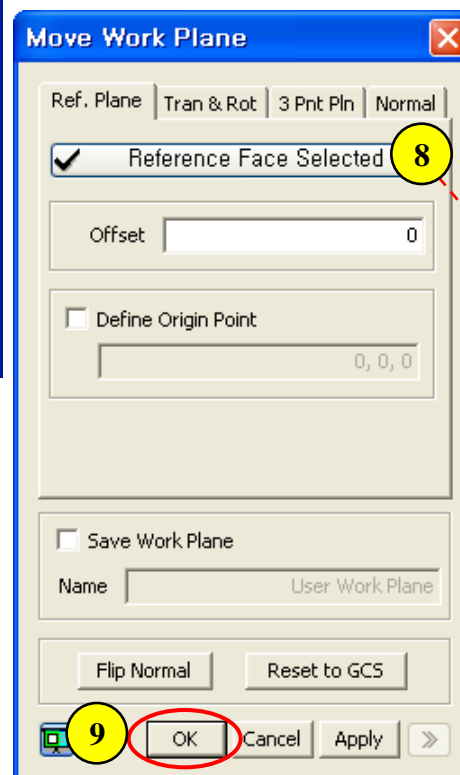 Move Work Plane
Ref. Plane Tran & Rot 3 Pnt Pln Normal
Reference Face Selected 8
Offset 0
Define Origin Point
0, 0, 0
Save Work Plane
Name User Work Plane
Flip Normal Reset to GCS
9 OK Cancel Apply >>